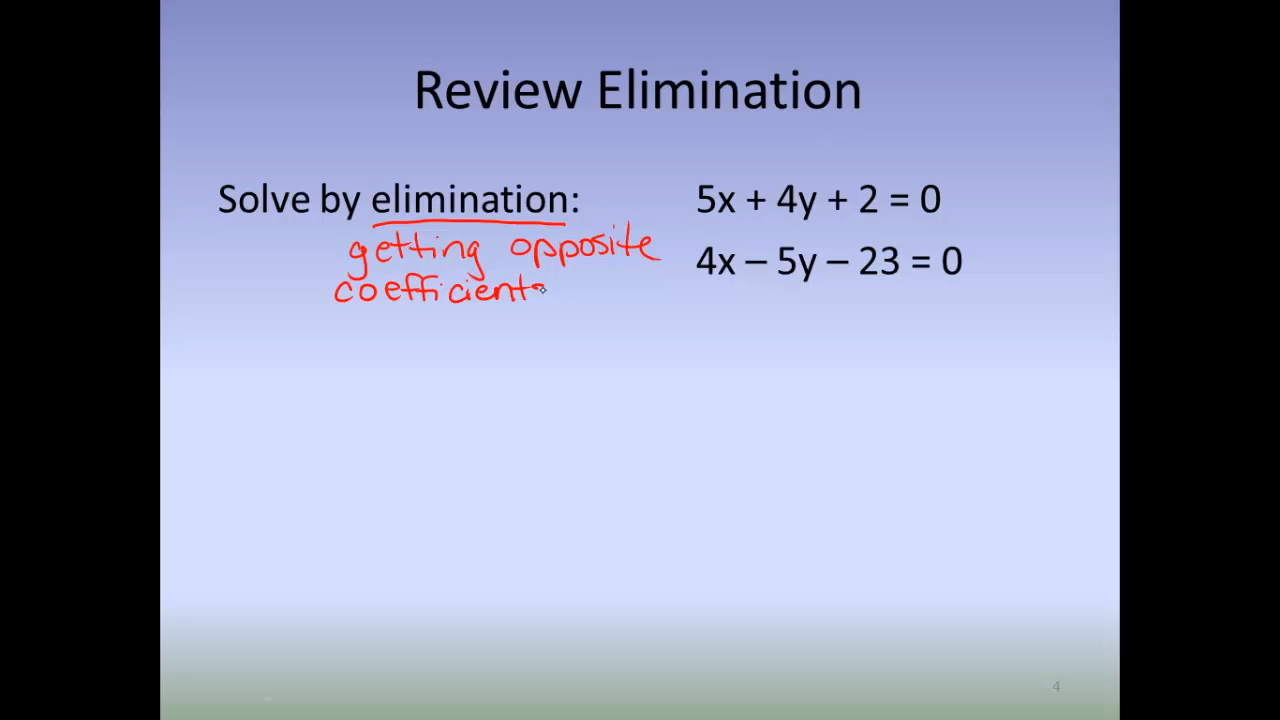 Review Elimination
Solve by elimination:
getting opposite
coefficients
5x + 4y + 2 = 0
4x – 5y – 23 = 0
4